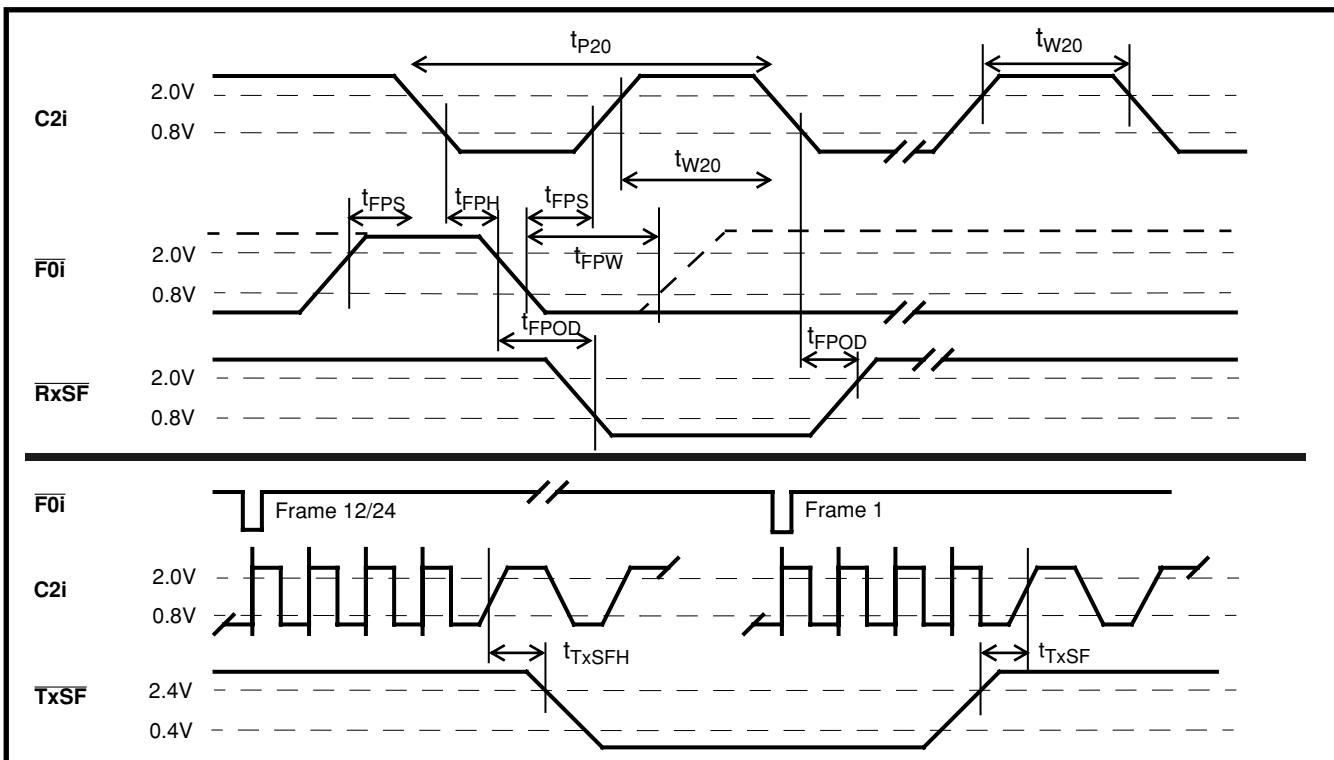 tP20
tW20
2.0V
C2i
0.8V
tW20
tFPS
tFPH
tFPS
2.0V
F0i
tFPW
0.8V
tFPOD
tFPOD
2.0V
RxSF
0.8V
F0i
Frame 12/24
Frame 1
2.0V
C2i
0.8V
tTxSFH
tTxSF
2.4V
TxSF
0.4V